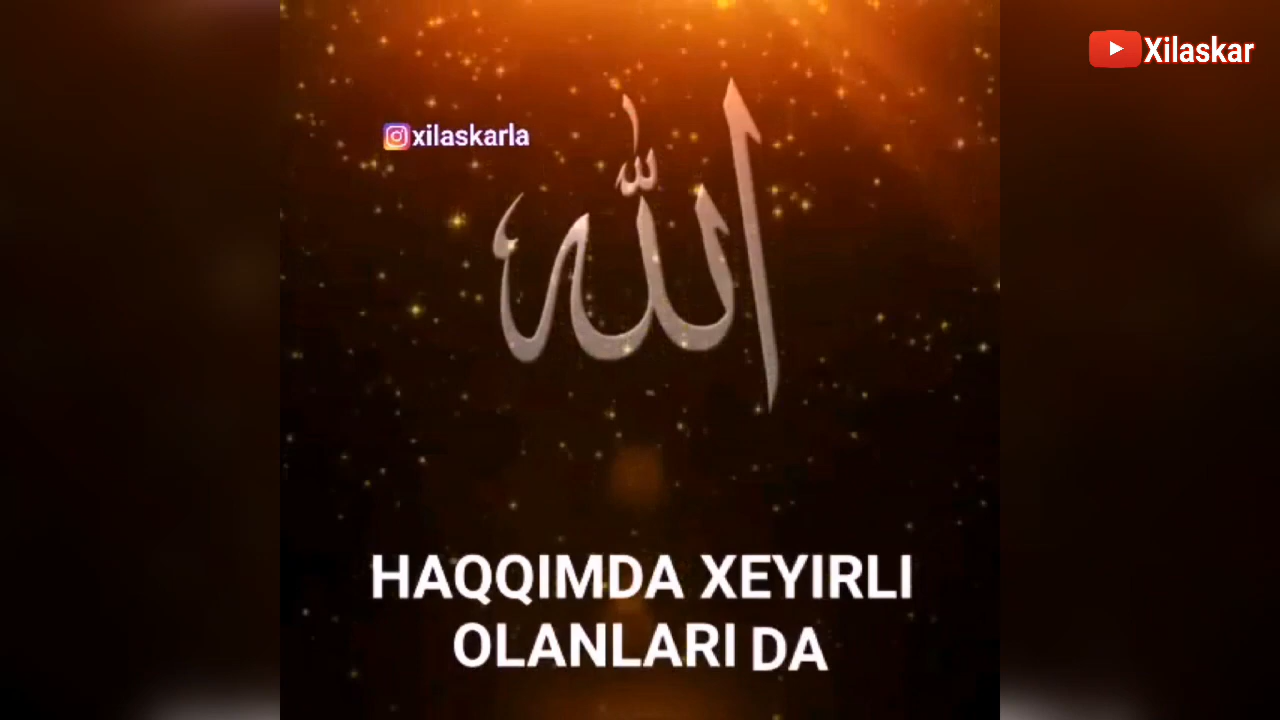 Xilaskar
xilaskarla
الله
HAQQIMDA XEYIRLI
OLANLARI DA